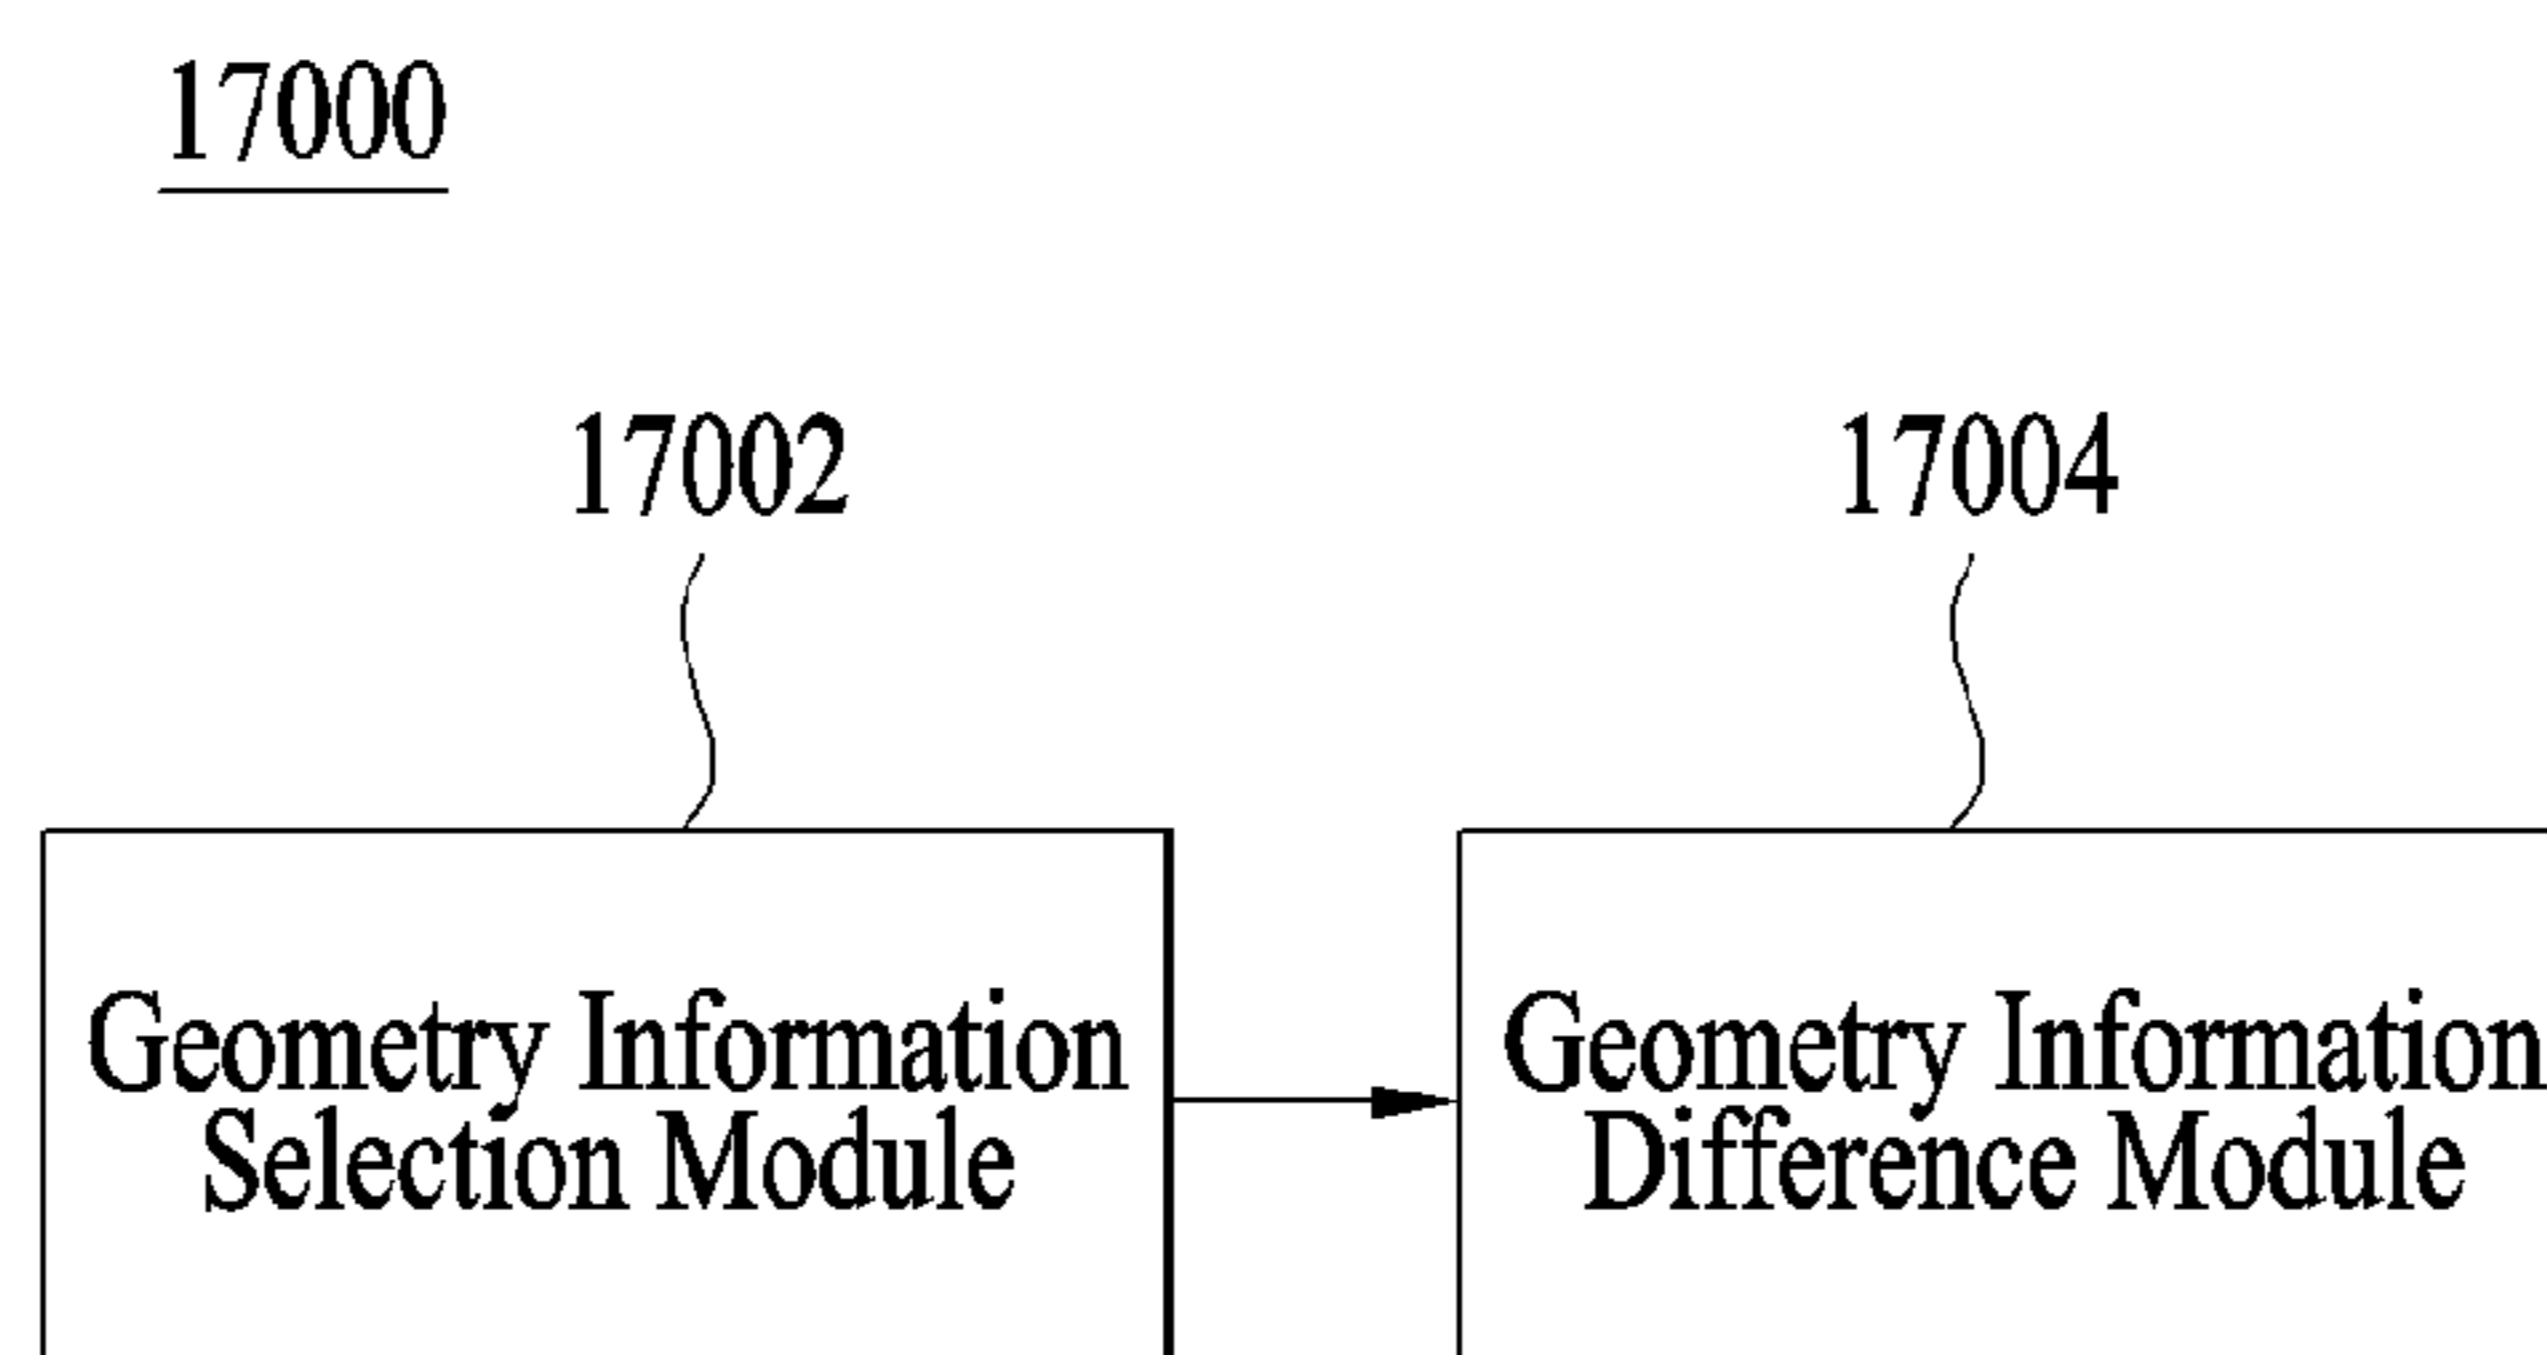 17000
17002
17004
Geometry Information
Selection Module
Geometry Information
Difference Module